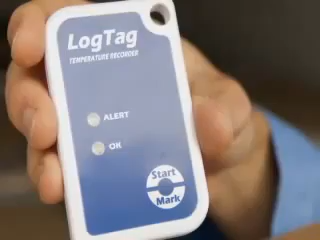 LogTag
TEMPERATURE RECORDER
ALERT
OK
Start
Mark